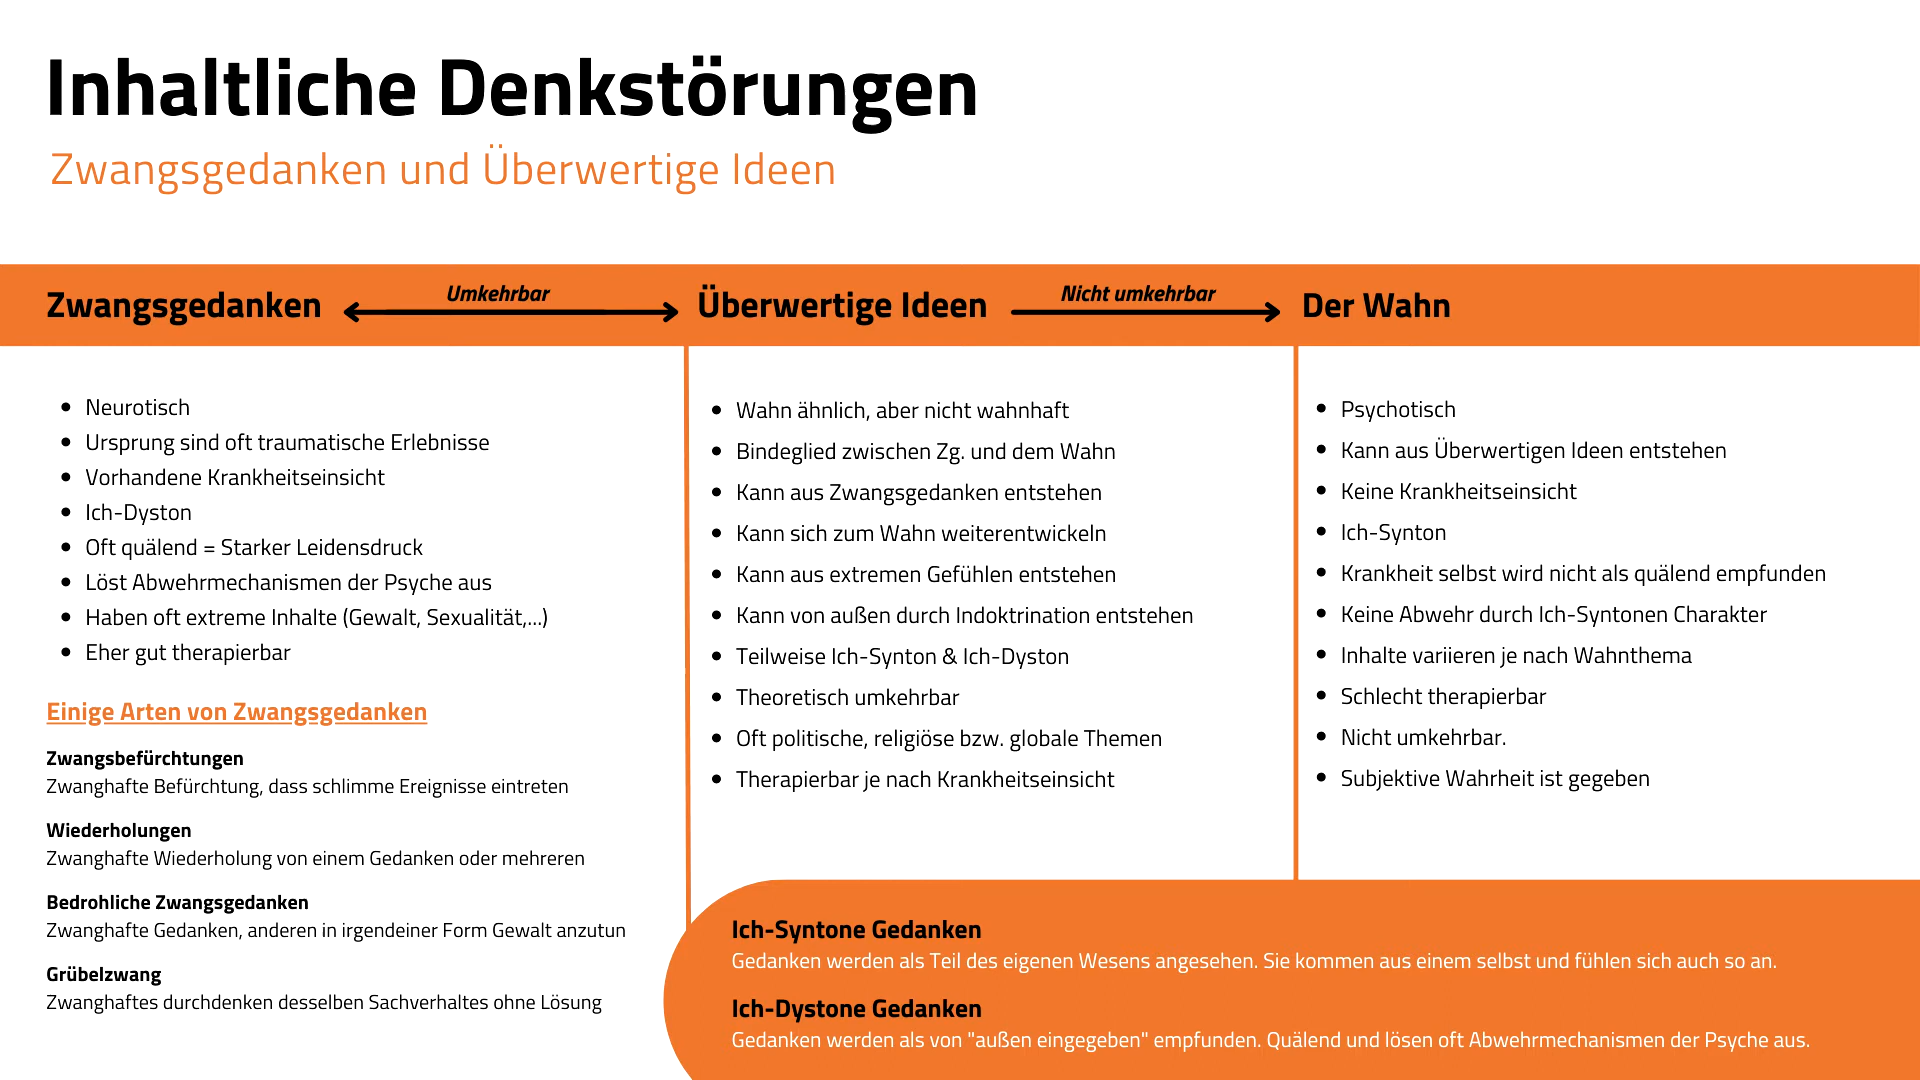 Inhaltliche Denkstörungen
Zwangsgedanken und Überwertige Ideen
Zwangsgedanken
Umkehrbar
Überwertige Ideen
Nicht umkehrbar
Der Wahn
Neurotisch
Ursprung sind oft traumatische Erlebnisse
Vorhandene Krankheitseinsicht
Ich-Dyston
Oft quälend = Starker Leidensdruck
Löst Abwehrmechanismen der Psyche aus
Haben oft extreme Inhalte (Gewalt, Sexualität,...)
Eher gut therapierbar
Einige Arten von Zwangsgedanken
Zwangsbefürchtungen
Zwanghafte Befürchtung, dass schlimme Ereignisse eintreten
Wiederholungen
Zwanghafte Wiederholung von einem Gedanken oder mehreren
Bedrohliche Zwangsgedanken
Zwanghafte Gedanken, anderen in irgendeiner Form Gewalt anzutun
Grübelzwang
Zwanghaftes durchdenken desselben Sachverhaltes ohne Lösung
Wahn ähnlich, aber nicht wahnhaft
Bindeglied zwischen Zg. und dem Wahn
Kann aus Zwangsgedanken entstehen
Kann sich zum Wahn weiterentwickeln
Kann aus extremen Gefühlen entstehen
Kann von außen durch Indoktrination entstehen
Teilweise Ich-Synton & Ich-Dyston
Theoretisch umkehrbar
Oft politische, religiöse bzw. globale Themen
Therapierbar je nach Krankheitseinsicht
Psychotisch
Kann aus Überwertigen Ideen entstehen
Keine Krankheitseinsicht
Ich-Synton
Krankheit selbst wird nicht als quälend empfunden
Keine Abwehr durch Ich-Syntonen Charakter
Inhalte variieren je nach Wahnthema
Schlecht therapierbar
Nicht umkehrbar.
Subjektive Wahrheit ist gegeben
Ich-Syntone Gedanken
Gedanken werden als Teil des eigenen Wesens angesehen. Sie kommen aus einem selbst und fühlen sich auch so an.
Ich-Dystone Gedanken
Gedanken werden als von "außen eingegeben" empfunden. Quälend und lösen oft Abwehrmechanismen der Psyche aus.